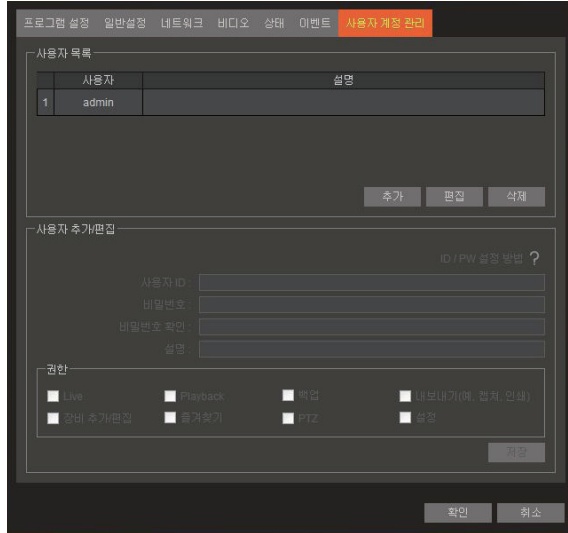 프로그램 설정 일반설정 네트워크 비디오 상태 이벤트 사용자 계정 관리
사용자 목록
사용자 설명
1 admin
추가 편집 삭제
사용자 추가/편집
ID / PW 설정 방법 ?
사용자 ID :
비밀번호 :
비밀번호 확인 :
설명 :
권한
Live Playback 백업 내보내기(예, 캡쳐, 인쇄)
장비 추가/편집 즐겨찾기 PTZ 설정
저장
확인 취소